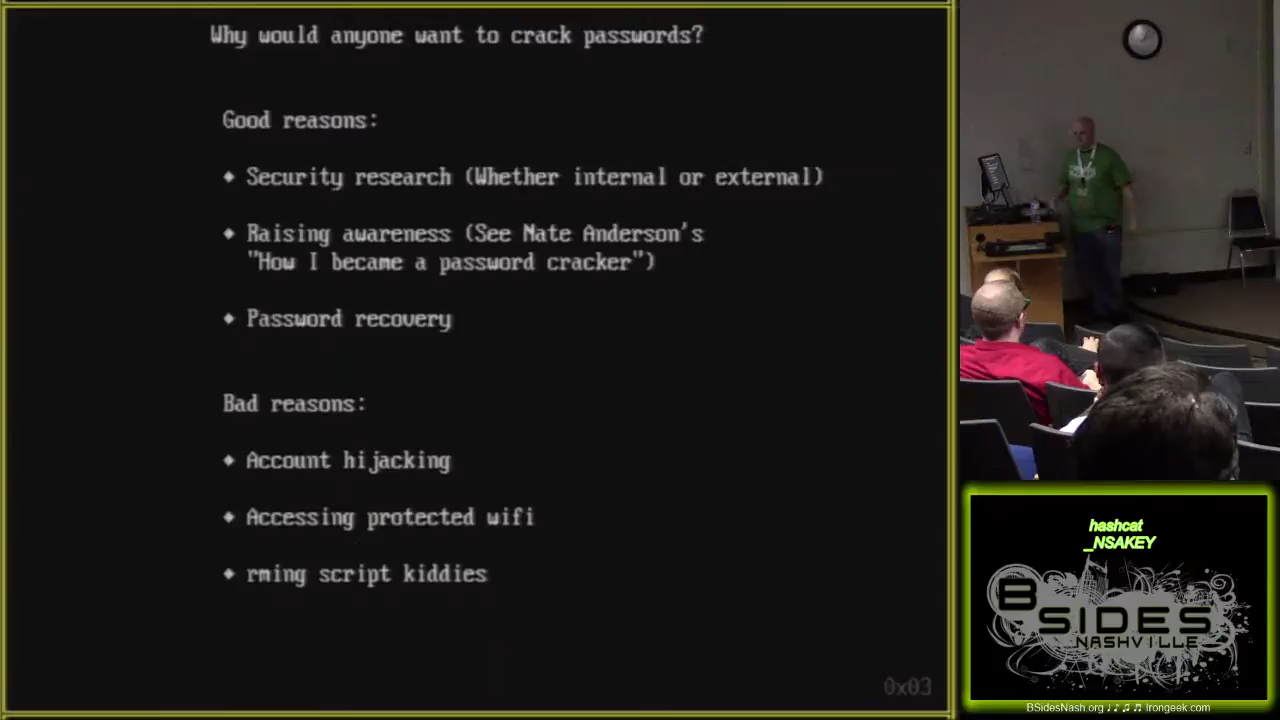 Why would anyone want to crack passwords?
Good reasons:
◆ Security research (Whether internal or external)
◆ Raising awareness (See Nate Anderson's
"How I became a password cracker")
◆ Password recovery
Bad reasons:
◆ Account hijacking
◆ Accessing protected wifi
◆ rming script kiddies
0x03
hashcat
_NSAKEY
BSIDES
NASHVILLE
BSidesNash.org ♩♪♫♬ Irongeek.com